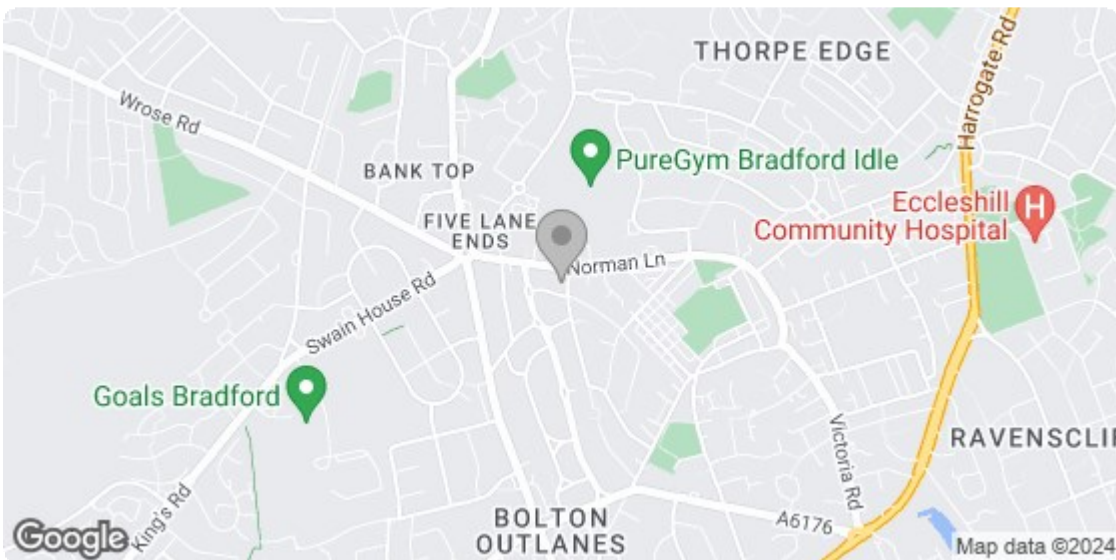 THORPE EDGE
Harrogate Rd
Wrose Rd
PureGym Bradford Idle
BANK TOP
Eccleshill
Community Hospital
H
FIVE LANE
ENDS
Norman Ln
Swain House Rd
Goals Bradford
Victoria Rd
RAVENSCLIF
King's Rd
BOLTON
OUTLANES
A6176
Google
Map data ©2024